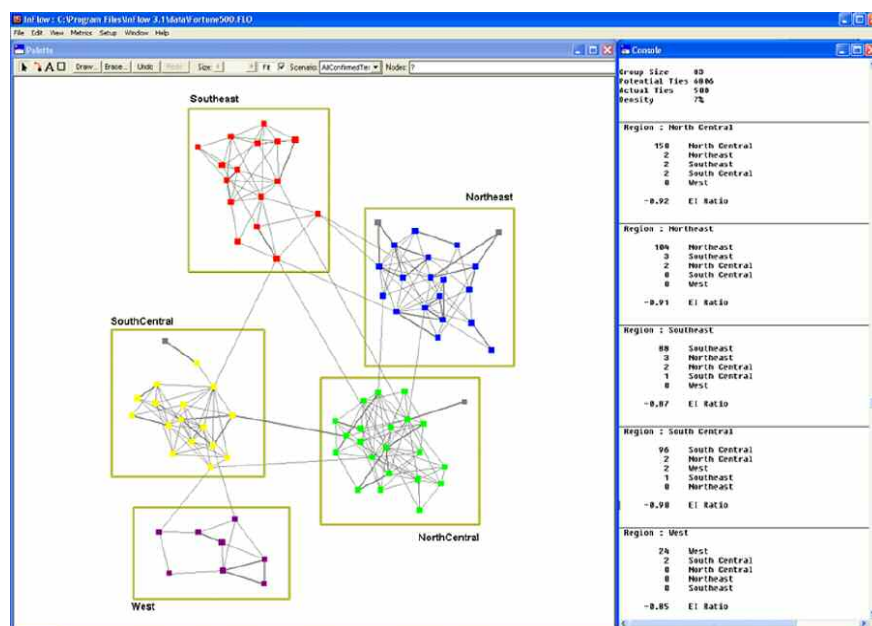 InFlow : C:\Program Files\InFlow 3.1\data\Fortune500.FLO
File Edit View Metrics Setup Window Help
Palette
Draw... Erase... Undo Size: Fit Scenario: AllConfirmedTies Nodes: ?
Southeast
Northeast
SouthCentral
NorthCentral
West
Console
Group Size 83
Potential Ties 6806
Actual Ties 500
Density 7%
Region : North Central
158 North Central
2 Northeast
2 Southeast
2 South Central
0 West
-0.92 EI Ratio
Region : Northeast
104 Northeast
3 Southeast
2 North Central
0 South Central
0 West
-0.91 EI Ratio
Region : Southeast
88 Southeast
3 Northeast
2 North Central
1 South Central
0 West
-0.87 EI Ratio
Region : South Central
96 South Central
2 North Central
2 West
1 Southeast
0 Northeast
-0.90 EI Ratio
Region : West
24 West
2 South Central
0 North Central
0 Northeast
0 Southeast
-0.85 EI Ratio